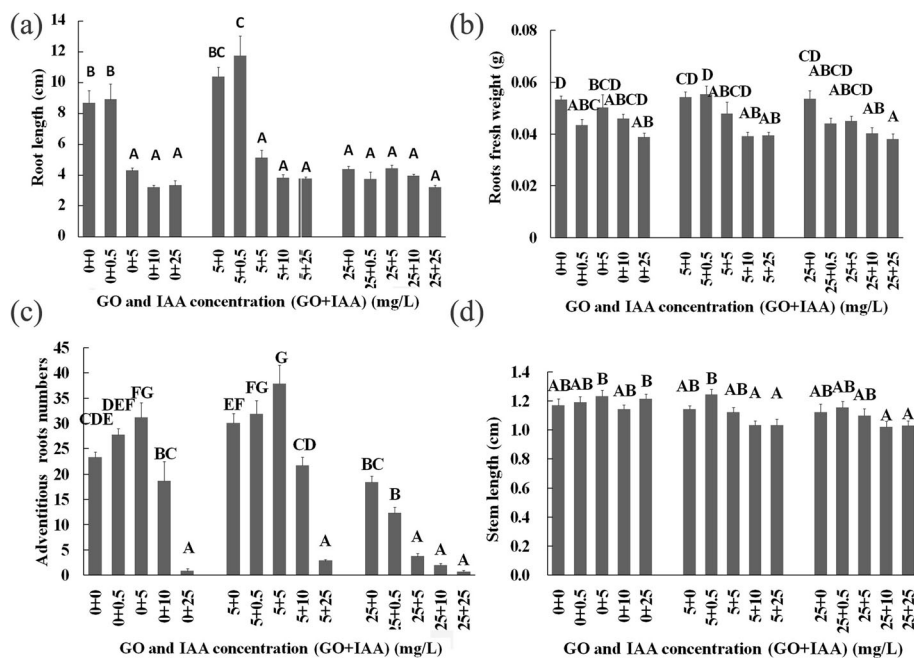 (a)
Root length (cm)
14
12
10
8
6
4
2
0
B B A A A BC C A A A A A A A A
0+0 0+0.5 0+5 0+10 0+25 5+0 5+0.5 5+5 5+10 5+25 25+0 25+0.5 25+5 25+10 25+25
GO and IAA concentration (GO+IAA) (mg/L)
(b)
Roots fresh weight (g)
0.08
0.06
0.04
0.02
0
D ABC BCD ABCD AB CD D ABCD AB AB CD ABCD ABCD AB A
0+0 0+0.5 0+5 0+10 0+25 5+0 5+0.5 5+5 5+10 5+25 25+0 25+0.5 25+5 25+10 25+25
GO and IAA concentration (GO+IAA) (mg/L)
(c)
Adventitious roots numbers
45
40
35
30
25
20
15
10
5
0
CDE DEF FG BC A EF FG G CD A BC B A A A
0+0 0+0.5 0+5 0+10 0+25 5+0 5+0.5 5+5 5+10 5+25 25+0 25+5 25+10 25+25
GO and IAA concentration (GO+IAA) (mg/L)
(d)
Stem length (cm)
1.4
1.2
1.0
0.8
0.6
0.4
0.2
0.0
AB AB B AB B AB B AB A A AB AB AB A A
0+0 0+0.5 0+5 0+10 0+25 5+0 5+0.5 5+5 5+10 5+25 25+0 25+0.5 25+5 25+10 25+25
GO and IAA concentration (GO+IAA) (mg/L)